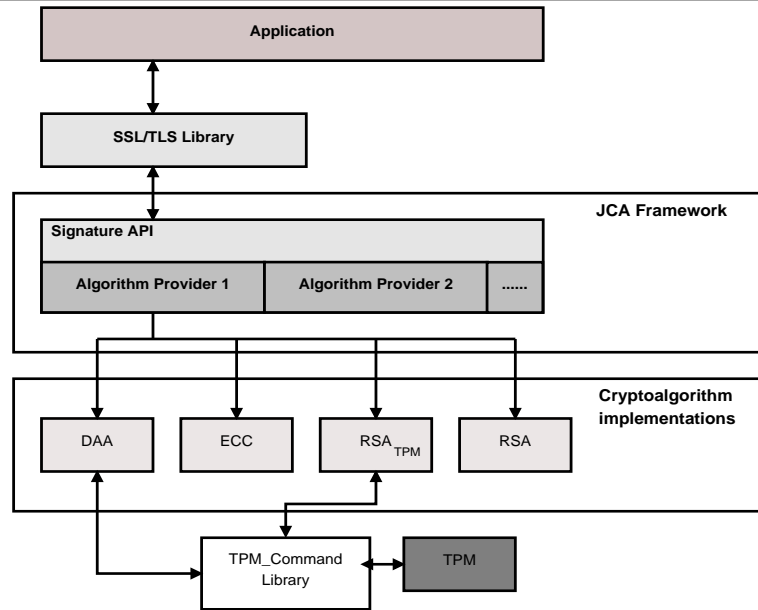 Application
SSL/TLS Library
JCA Framework
Signature API
Algorithm Provider 1
Algorithm Provider 2
......
Cryptoalgorithm
implementations
DAA
ECC
RSA TPM
RSA
TPM_Command
Library
TPM